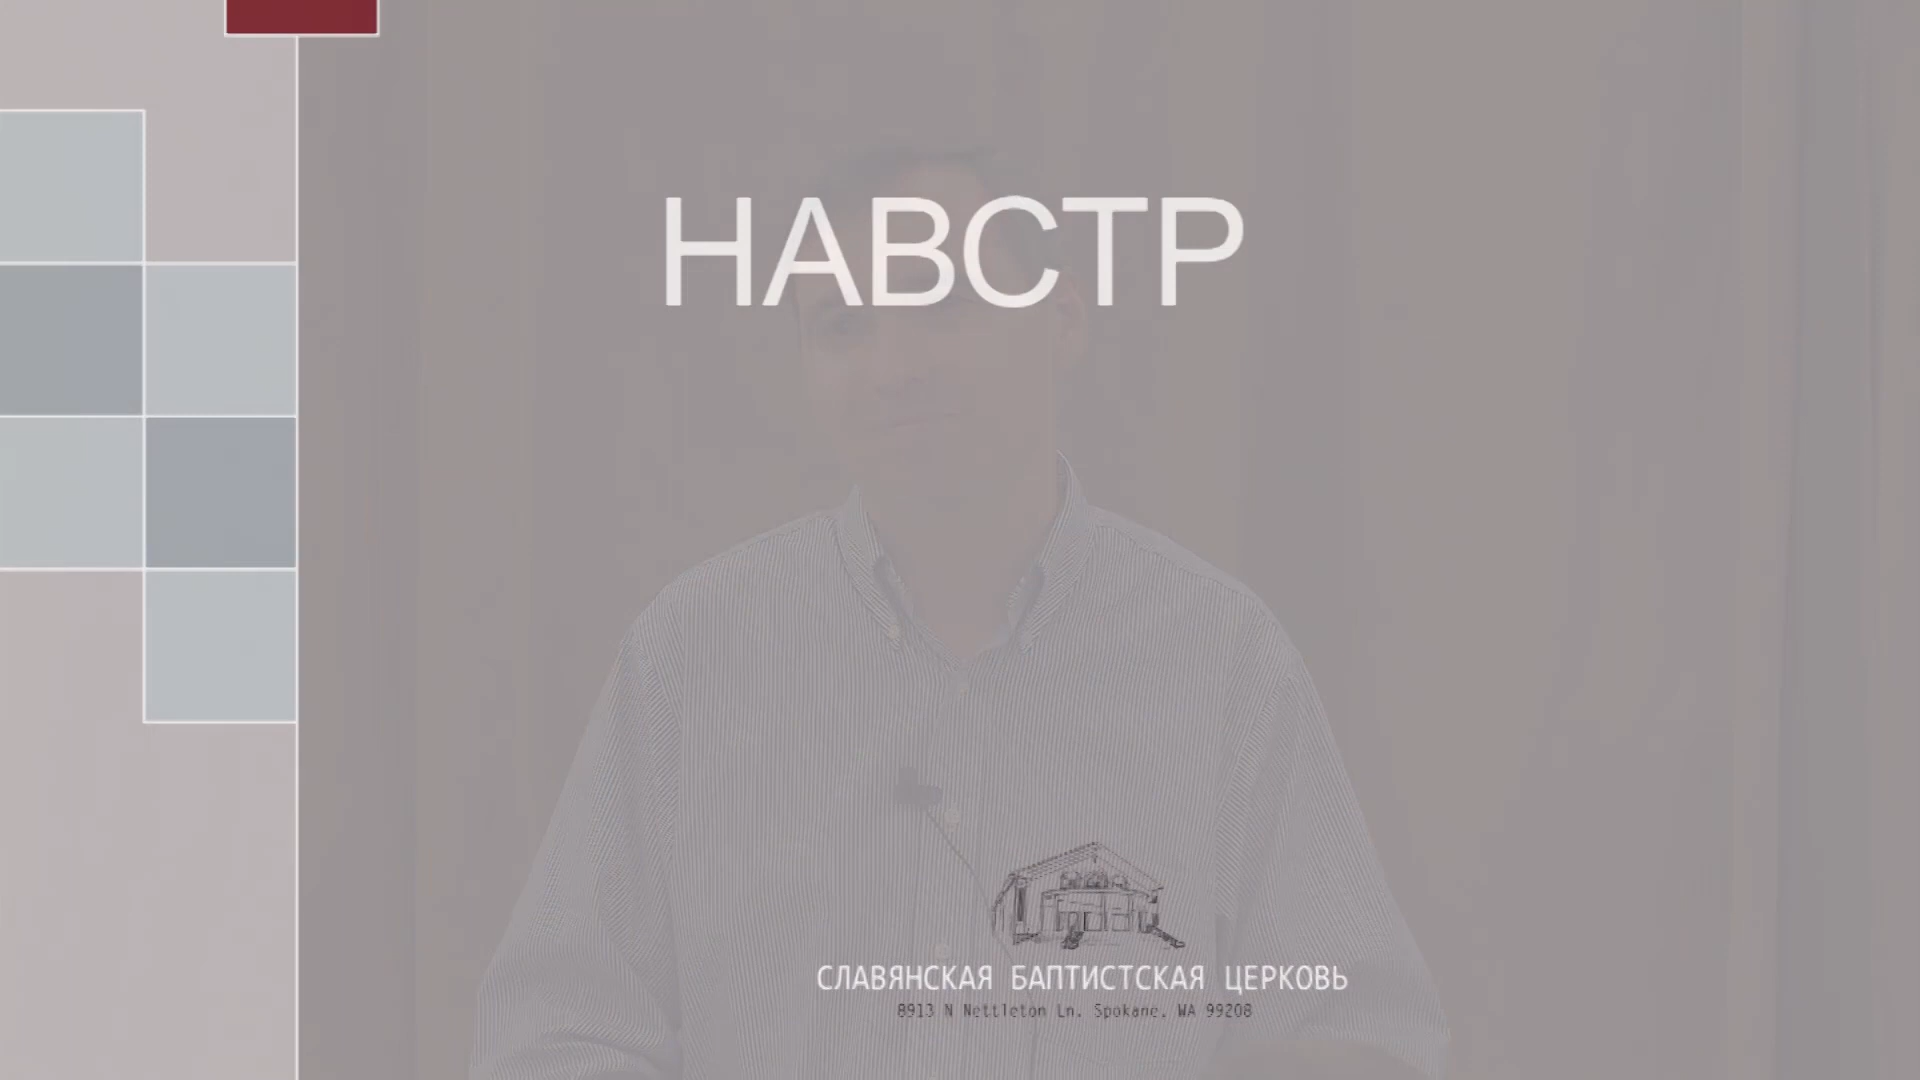 НАВСТР
СЛАВЯНСКАЯ БАПТИСТСКАЯ ЦЕРКОВЬ
8913 N Nettleton Ln. Spokane, WA 99208